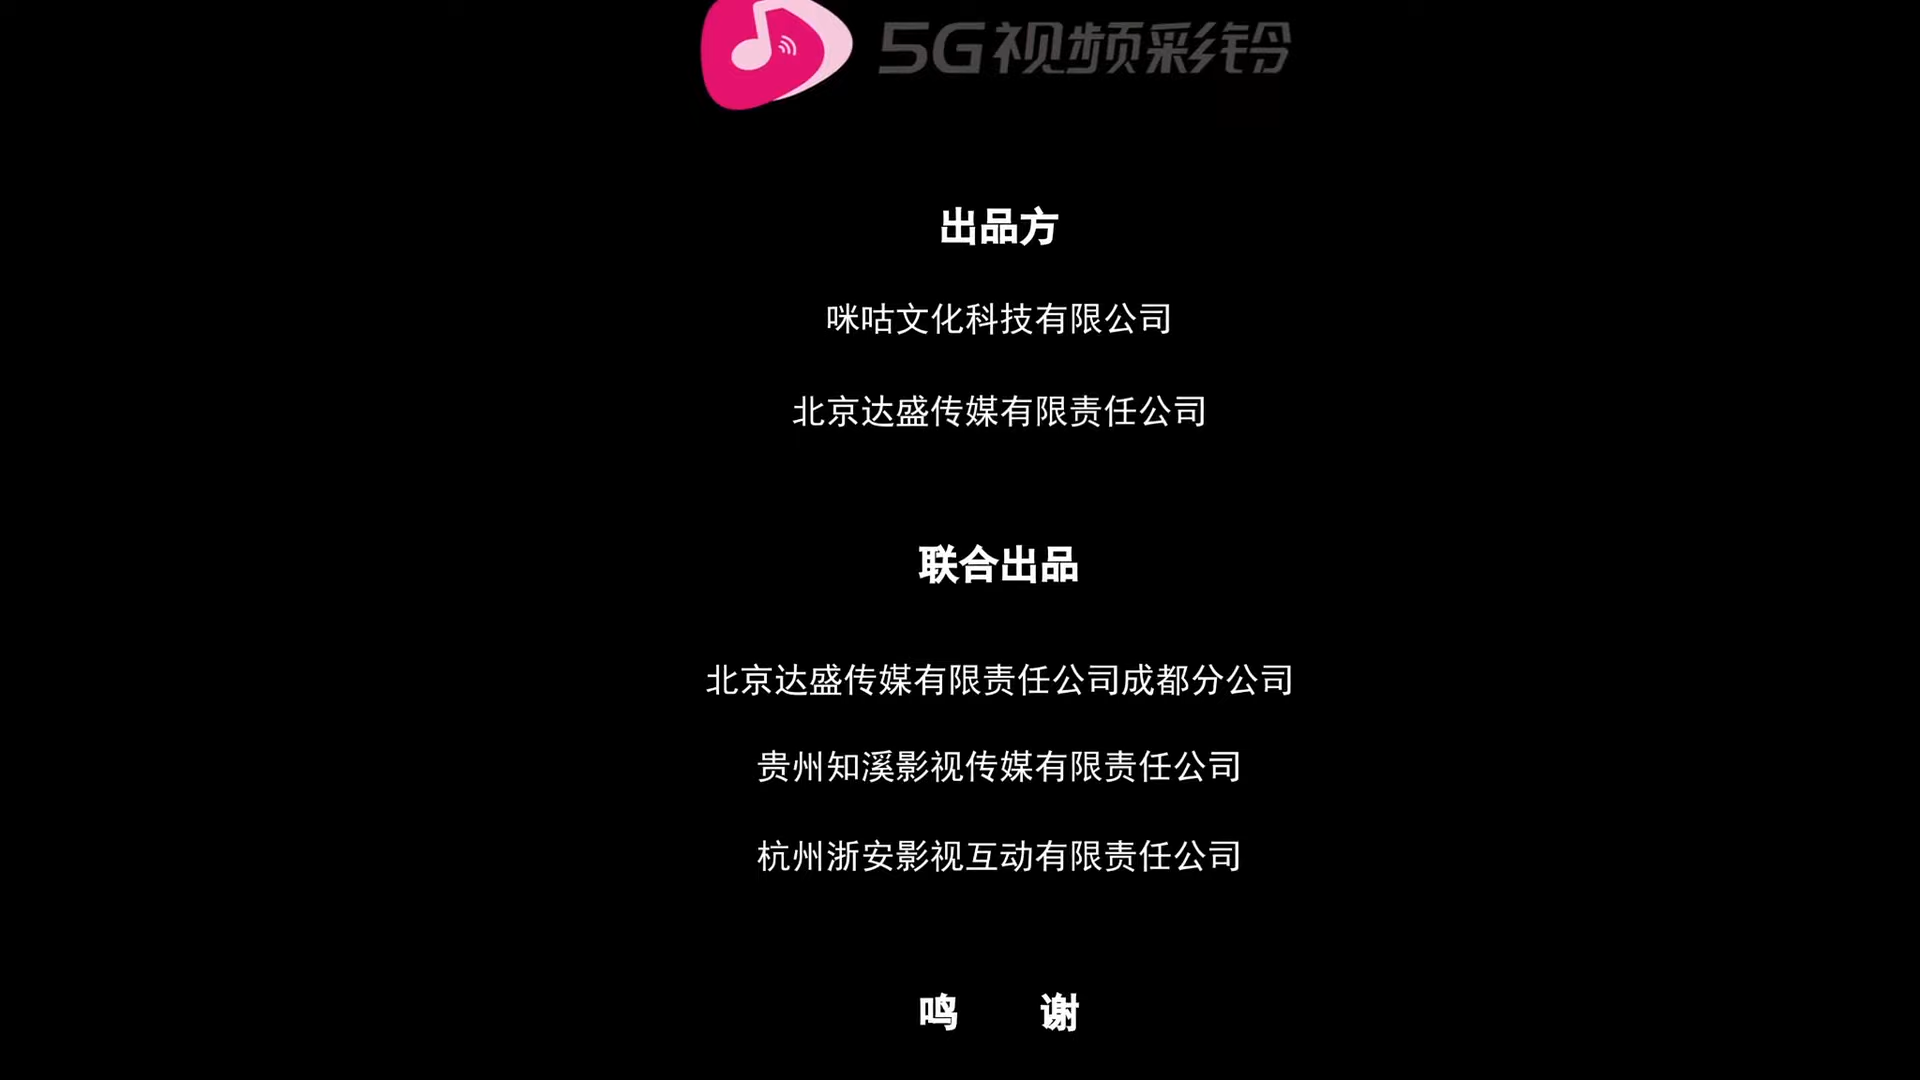 5G视频彩铃
出品方
咪咕文化科技有限公司
北京达盛传媒有限责任公司
联合出品
北京达盛传媒有限责任公司成都分公司
贵州知溪影视传媒有限责任公司
杭州浙安影视互动有限责任公司
鸣 谢